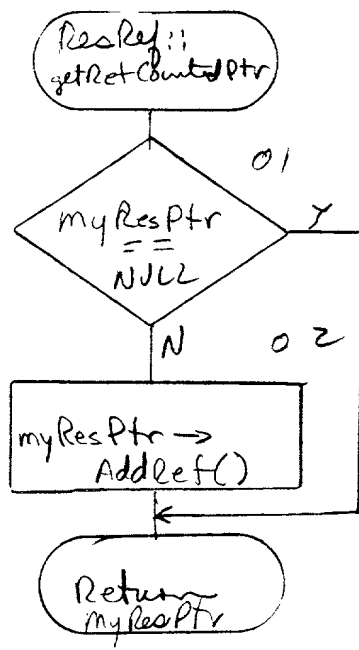 ResRef::
getRefCountedPtr
01
myResPtr
==
NULL
Y
N
02
myResPtr →
AddRef()
Return
myResPtr